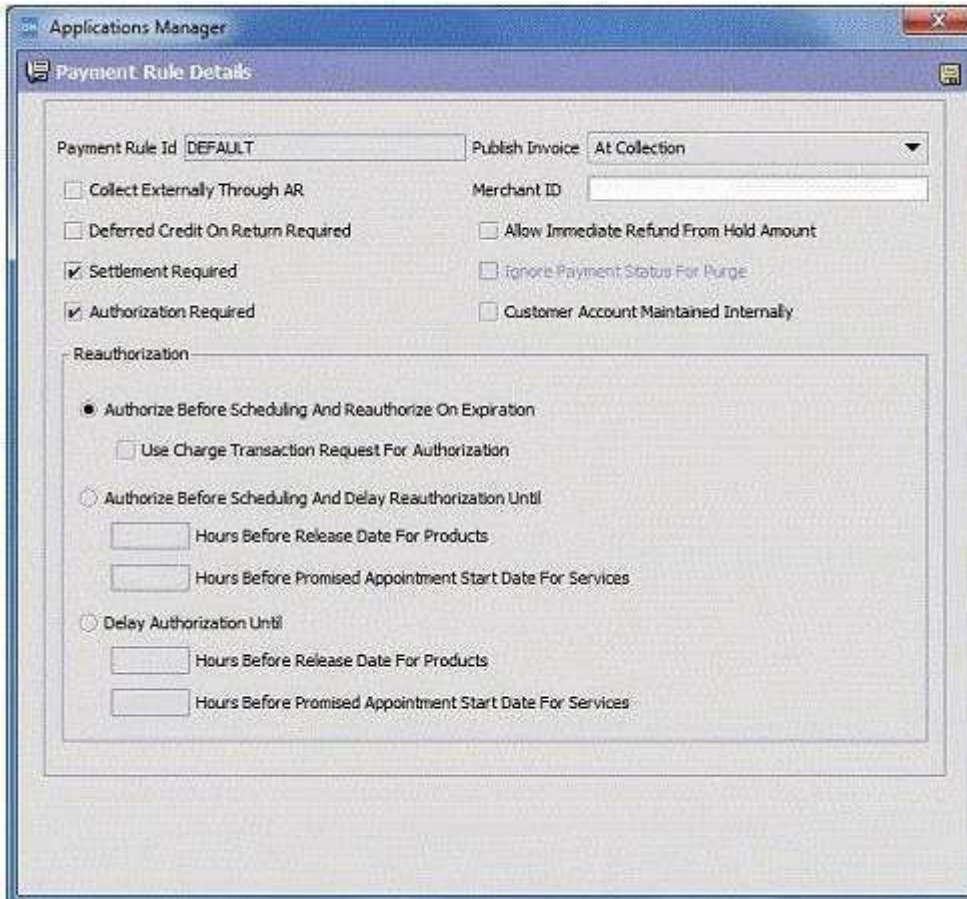 Applications Manager
Payment Rule Details
Payment Rule Id DEFAULT Publish Invoice At Collection
Collect Externally Through AR Merchant ID
Deferred Credit On Return Required Allow Immediate Refund From Hold Amount
Settlement Required Ignore Payment Status For Purge
Authorization Required Customer Account Maintained Internally
Reauthorization
Authorize Before Scheduling And Reauthorize On Expiration
Use Charge Transaction Request For Authorization
Authorize Before Scheduling And Delay Reauthorization Until
Hours Before Release Date For Products
Hours Before Promised Appointment Start Date For Services
Delay Authorization Until
Hours Before Release Date For Products
Hours Before Promised Appointment Start Date For Services